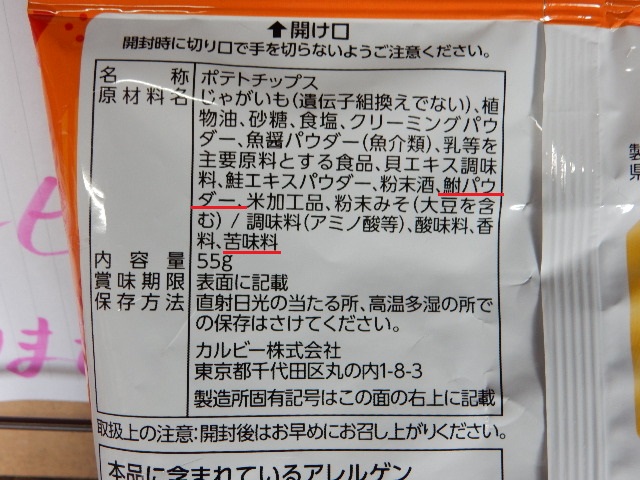 ⬆開け口
開封時に切り口で手を切らないようご注意ください。
名称 ポテトチップス
原材料名 じゃがいも(遺伝子組換えでない)、植
物油、砂糖、食塩、クリーミングパウ
ダー、魚醤パウダー(魚介類)、乳等を
主要原料とする食品、貝エキス調味
料、鮭エキスパウダー、粉末酒、鮒パウ
ダー、米加工品、粉末みそ(大豆を含
む) / 調味料(アミノ酸等)、酸味料、香
料、苦味料
内容量 55g
賞味期限 表面に記載
保存方法 直射日光の当たる所、高温多湿の所で
の保存はさけてください。
カルビー株式会社
東京都千代田区丸の内1-8-3
製造所固有記号はこの面の右上に記載
取扱上の注意:開封後はお早めにお召し上がりください。
本品に含まれているアレルゲン
製
県